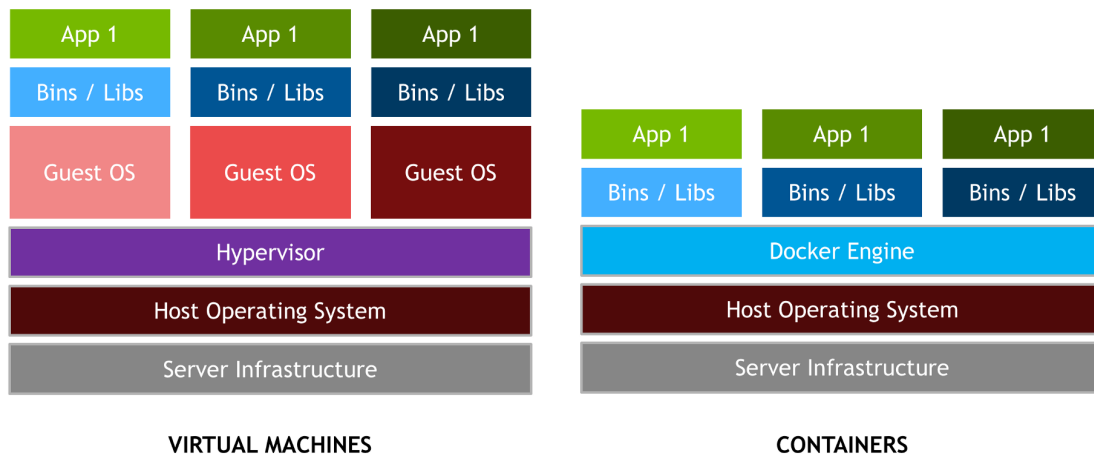 App 1 App 1 App 1
Bins / Libs Bins / Libs Bins / Libs
Guest OS Guest OS Guest OS
Hypervisor
Host Operating System
Server Infrastructure
VIRTUAL MACHINES
App 1 App 1 App 1
Bins / Libs Bins / Libs Bins / Libs
Docker Engine
Host Operating System
Server Infrastructure
CONTAINERS